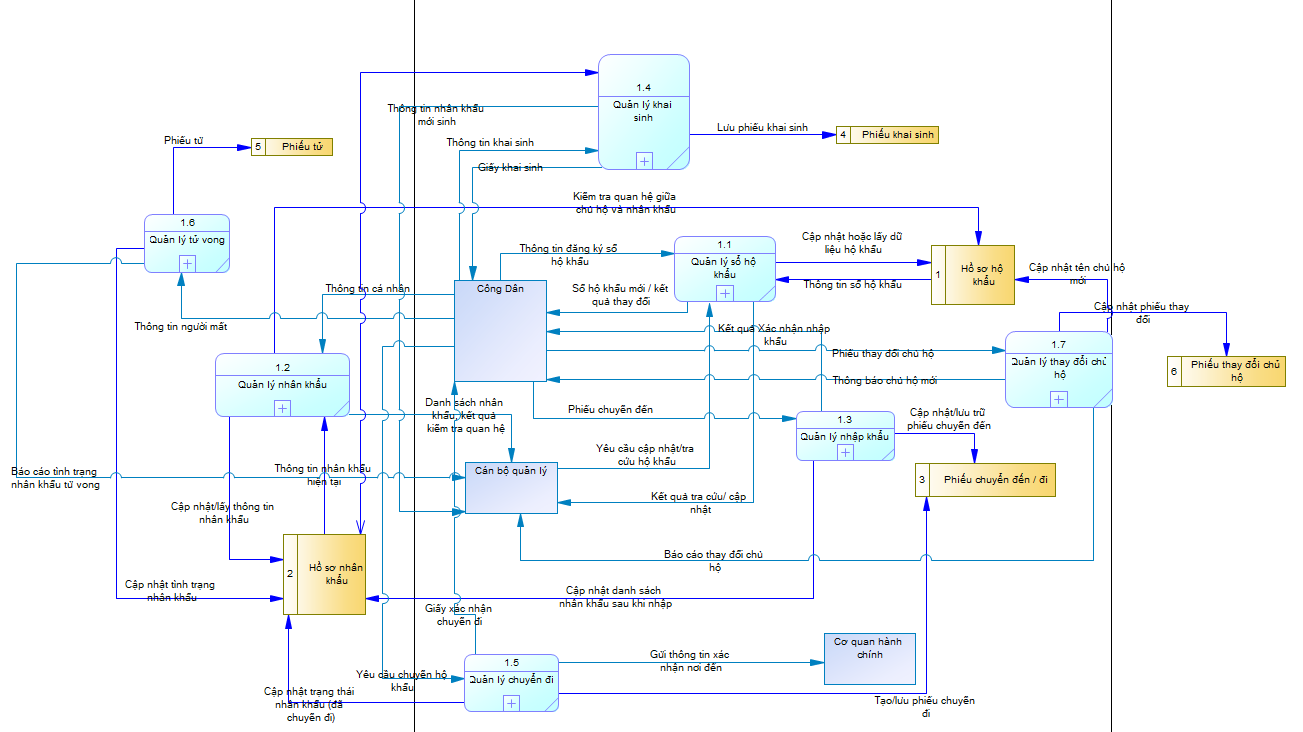 1.4
Quản lý khai
sinh
Thông tin nhân khẩu
mới sinh
Lưu phiếu khai sinh
4
Phiếu khai sinh
Phiếu tử
5
Phiếu tử
Thông tin khai sinh
Giấy khai sinh
Kiểm tra quan hệ giữa
chủ hộ và nhân khẩu
1.6
Quản lý tử vong
Thông tin đăng ký sổ
hộ khẩu
1.1
Quản lý sổ hộ
khẩu
Cập nhật hoặc lấy dữ
liệu hộ khẩu
1
Hồ sơ hộ
khẩu
Cập nhật tên chủ hộ
mới
Thông tin cá nhân
Công Dân
Sổ hộ khẩu mới / kết
quả thay đổi
Thông tin sổ hộ khẩu
Cập nhật phiếu thay
đổi
Thông tin người mất
Kết quả Xác nhận nhập
khẩu
Phiếu thay đổi chủ hộ
1.7
Quản lý thay đổi chủ
hộ
6
Phiếu thay đổi chủ
hộ
1.2
Quản lý nhân khẩu
Thông báo chủ hộ mới
Danh sách nhân
khẩu, kết quả
kiểm tra quan hệ
Phiếu chuyển đến
1.3
Quản lý nhập khẩu
Cập nhật/lưu trữ
phiếu chuyển đến
Báo cáo tình trạng
nhân khẩu tử vong
Thông tin nhân khẩu
hiện tại
Cán bộ quản lý
Yêu cầu cập nhật/tra
cứu hộ khẩu
3
Phiếu chuyển đến / đi
Cập nhật/lấy thông tin
nhân khẩu
Kết quả tra cứu/ cập
nhật
2
Hồ sơ nhân
khẩu
Báo cáo thay đổi chủ
hộ
Cập nhật tình trạng
nhân khẩu
Cập nhật danh sách
nhân khẩu sau khi nhập
Giấy xác nhận
chuyển đi
Cơ quan hành
chính
1.5
Quản lý chuyển đi
Gửi thông tin xác
nhận nơi đến
Yêu cầu chuyển hộ
khẩu
Cập nhật trạng thái
nhân khẩu (đã
chuyển đi)
Tạo/lưu phiếu chuyển
đi